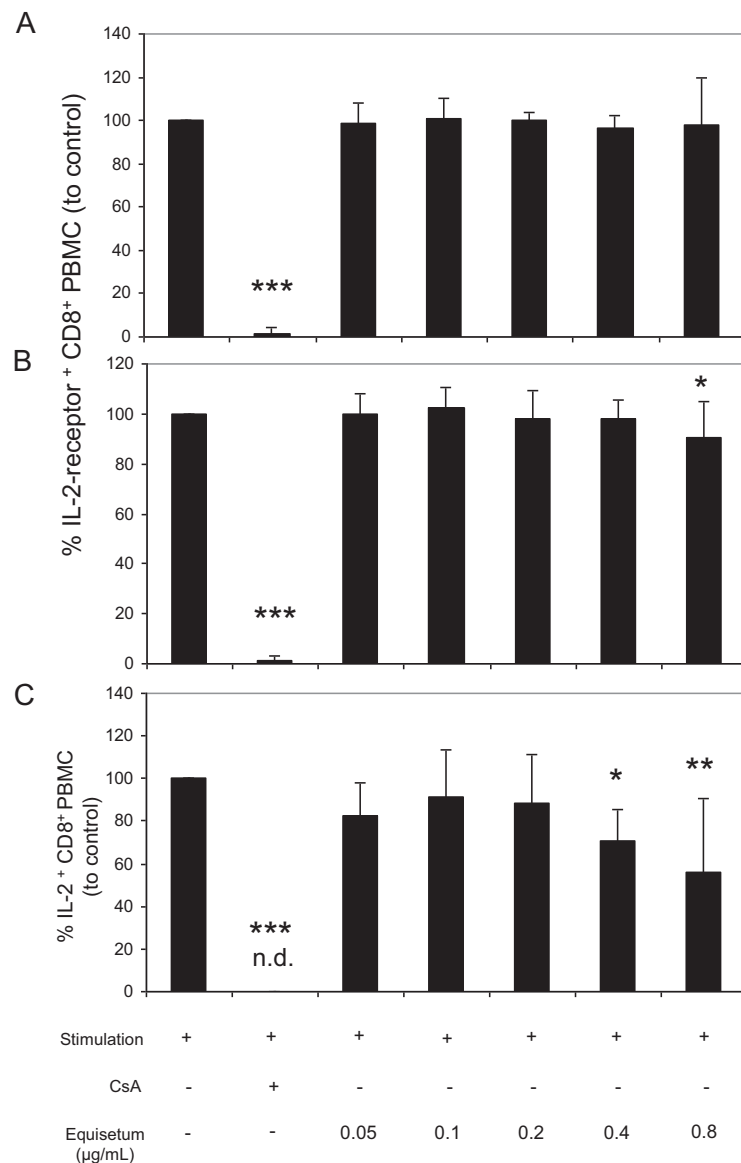 A
% IL-2-receptor + CD8+ PBMC (to control)
140
120
100
80
60
40
20
0
***
B
120
100
80
60
40
20
0
***
*
C
% IL-2 + CD8+ PBMC
(to control)
140
120
100
80
60
40
20
0
***
n.d.
*
**
Stimulation + + + + + + +
CsA - + - - - - -
Equisetum - - 0.05 0.1 0.2 0.4 0.8
(µg/mL)